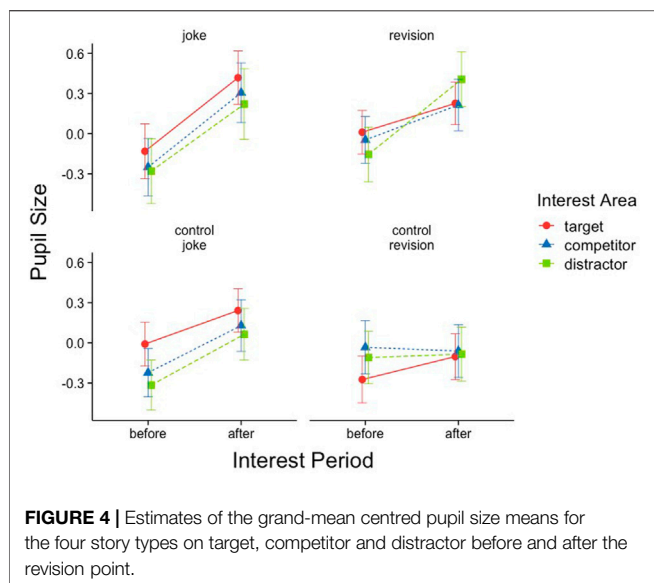 joke
revision
0.6
0.3
0.0
-0.3
control
joke
control
revision
0.6
0.3
0.0
-0.3
Pupil Size
before
after
before
after
Interest Period
Interest Area
target
competitor
distractor
FIGURE 4 | Estimates of the grand-mean centred pupil size means for
the four story types on target, competitor and distractor before and after the
revision point.